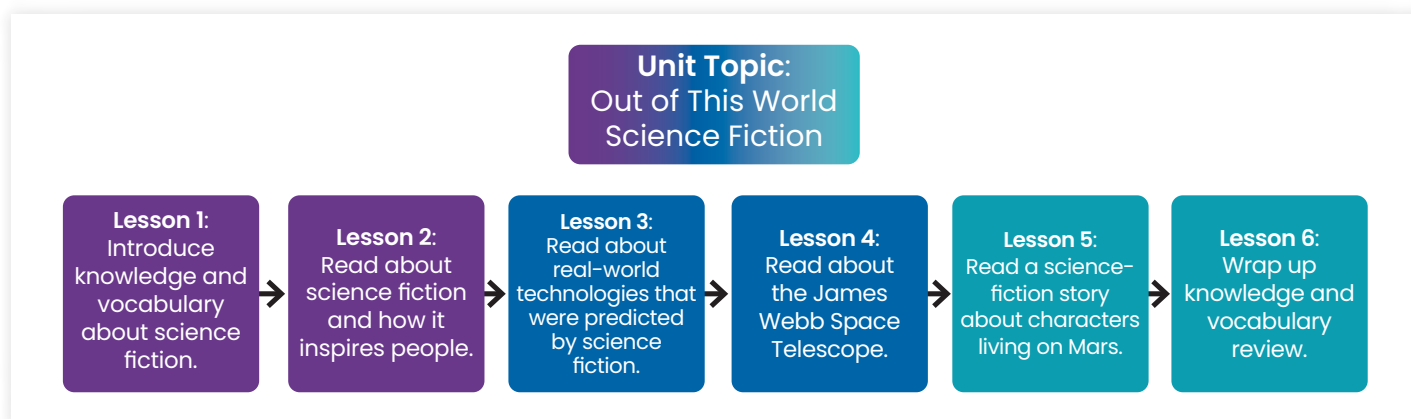 Unit Topic:
Out of This World
Science Fiction
Lesson 1:
Introduce
knowledge and
vocabulary
about science
fiction.
Lesson 2:
Read about
science fiction
and how it
inspires people.
Lesson 3:
Read about
real-world
technologies that
were predicted
by science
fiction.
Lesson 4:
Read about
the James
Webb Space
Telescope.
Lesson 5:
Read a science-
fiction story
about characters
living on Mars.
Lesson 6:
Wrap up
knowledge and
vocabulary
review.